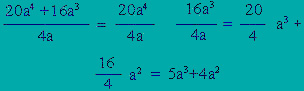 20a⁴ +16a³ / 4a = 20a⁴ / 4a 16a³ / 4a = 20 / 4 a³ +
16 / 4 a² = 5a³+4a²